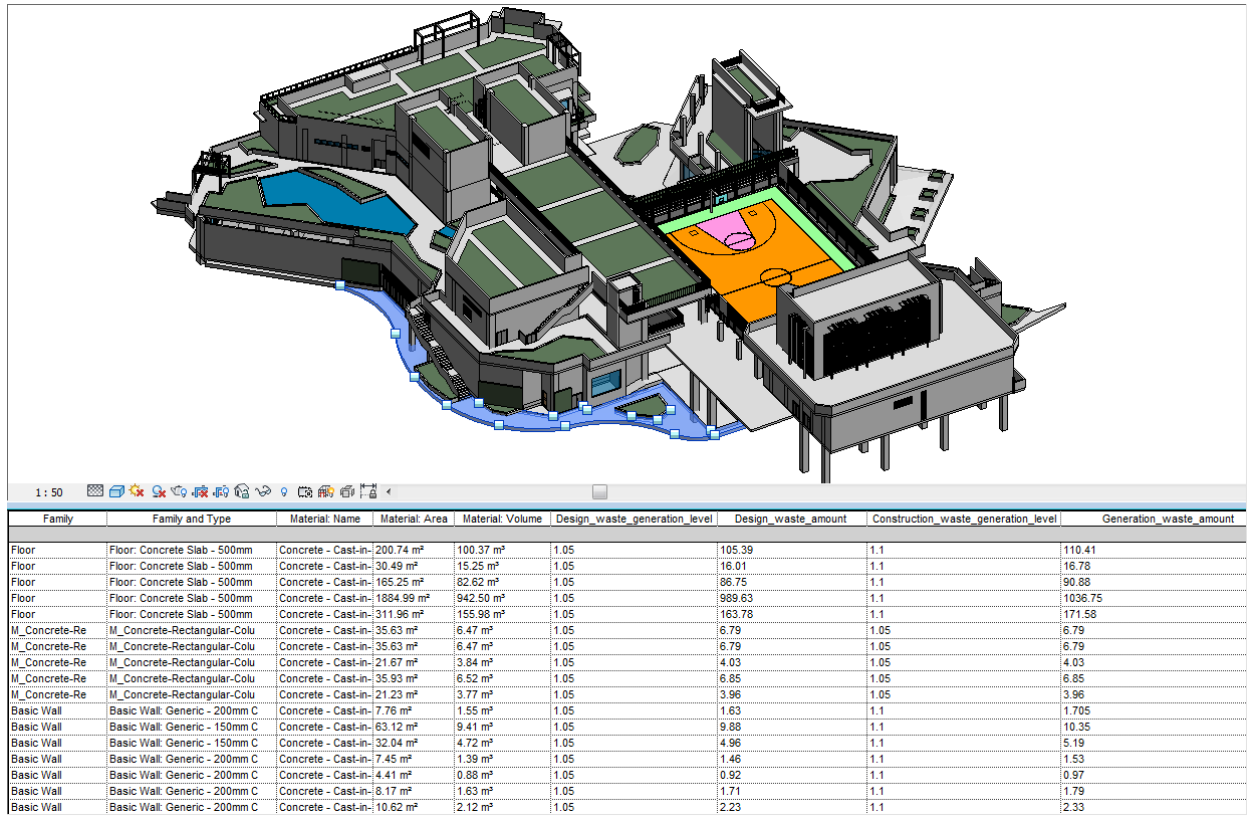 1 : 50
Family Family and Type Material: Name Material: Area Material: Volume Design_waste_generation_level Design_waste_amount Construction_waste_generation_level Generation_waste_amount
Floor Floor: Concrete Slab - 500mm Concrete - Cast-in- 200.74 m² 100.37 m³ 1.05 105.39 1.1 110.41
Floor Floor: Concrete Slab - 500mm Concrete - Cast-in- 30.49 m² 15.25 m³ 1.05 16.01 1.1 16.78
Floor Floor: Concrete Slab - 500mm Concrete - Cast-in- 165.25 m² 82.62 m³ 1.05 86.75 1.1 90.88
Floor Floor: Concrete Slab - 500mm Concrete - Cast-in- 1884.99 m² 942.50 m³ 1.05 989.63 1.1 1036.75
Floor Floor: Concrete Slab - 500mm Concrete - Cast-in- 311.96 m² 155.98 m³ 1.05 163.78 1.1 171.58
M_Concrete-Re M_Concrete-Rectangular-Colu Concrete - Cast-in- 35.63 m² 6.47 m³ 1.05 6.79 1.05 6.79
M_Concrete-Re M_Concrete-Rectangular-Colu Concrete - Cast-in- 35.63 m² 6.47 m³ 1.05 6.79 1.05 6.79
M_Concrete-Re M_Concrete-Rectangular-Colu Concrete - Cast-in- 21.67 m² 3.84 m³ 1.05 4.03 1.05 4.03
M_Concrete-Re M_Concrete-Rectangular-Colu Concrete - Cast-in- 35.93 m² 6.52 m³ 1.05 6.85 1.05 6.85
M_Concrete-Re M_Concrete-Rectangular-Colu Concrete - Cast-in- 21.23 m² 3.77 m³ 1.05 3.96 1.05 3.96
Basic Wall Basic Wall: Generic - 200mm C Concrete - Cast-in- 7.76 m² 1.55 m³ 1.05 1.63 1.1 1.705
Basic Wall Basic Wall: Generic - 150mm C Concrete - Cast-in- 63.12 m² 9.41 m³ 1.05 9.88 1.1 10.35
Basic Wall Basic Wall: Generic - 150mm C Concrete - Cast-in- 32.04 m² 4.72 m³ 1.05 4.96 1.1 5.19
Basic Wall Basic Wall: Generic - 200mm C Concrete - Cast-in- 7.45 m² 1.39 m³ 1.05 1.46 1.1 1.53
Basic Wall Basic Wall: Generic - 200mm C Concrete - Cast-in- 4.41 m² 0.88 m³ 1.05 0.92 1.1 0.97
Basic Wall Basic Wall: Generic - 200mm C Concrete - Cast-in- 8.17 m² 1.63 m³ 1.05 1.71 1.1 1.79
Basic Wall Basic Wall: Generic - 200mm C Concrete - Cast-in- 10.62 m² 2.12 m³ 1.05 2.23 1.1 2.33